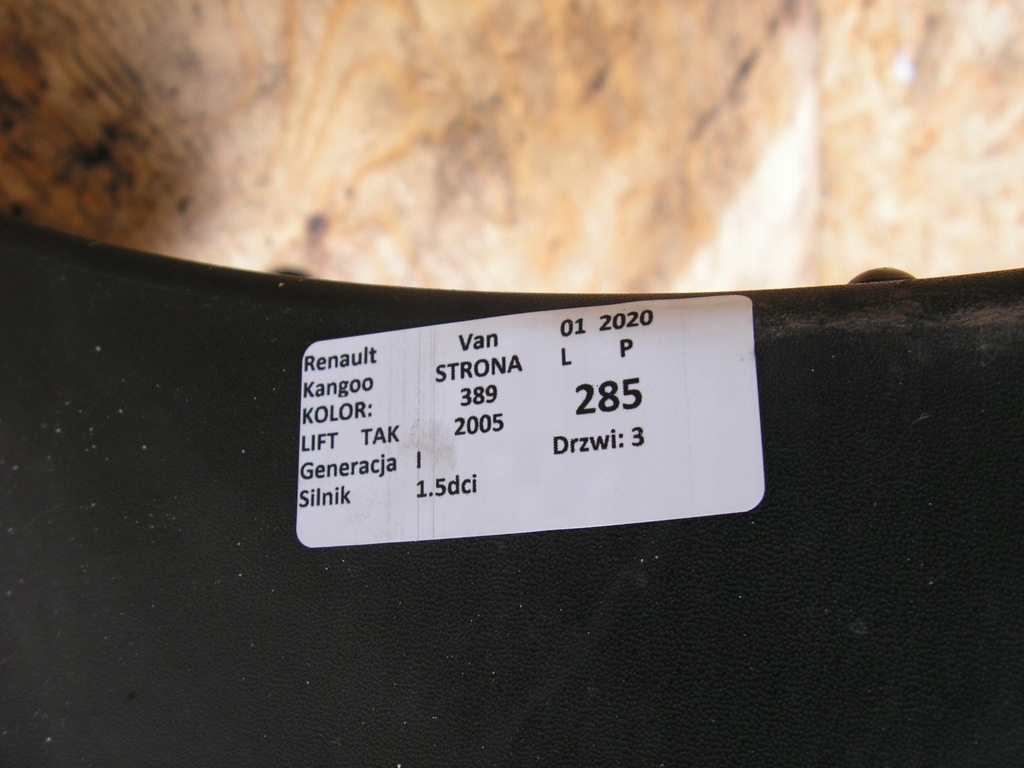 Renault Van 01 2020
Kangoo STRONA L P
KOLOR: 389 285
LIFT TAK 2005 Drzwi: 3
Generacja I
Silnik 1.5dci